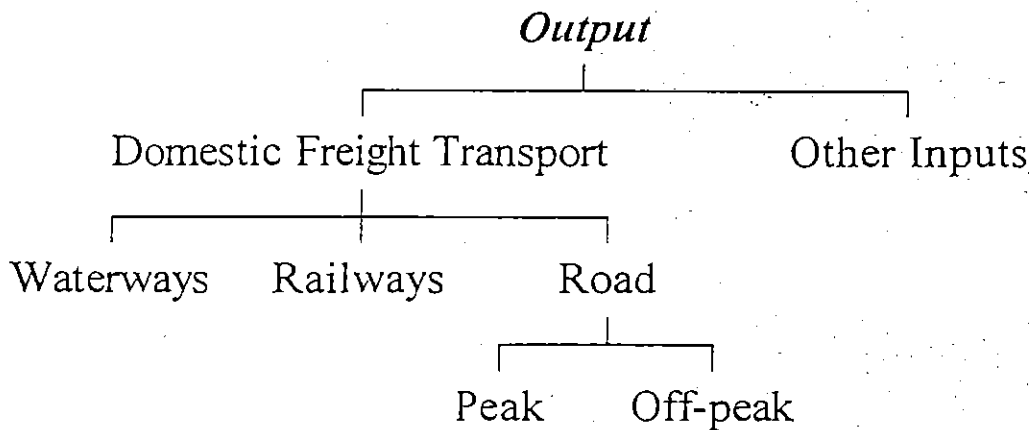 Output
Domestic Freight Transport Other Inputs
Waterways Railways Road
Peak Off-peak